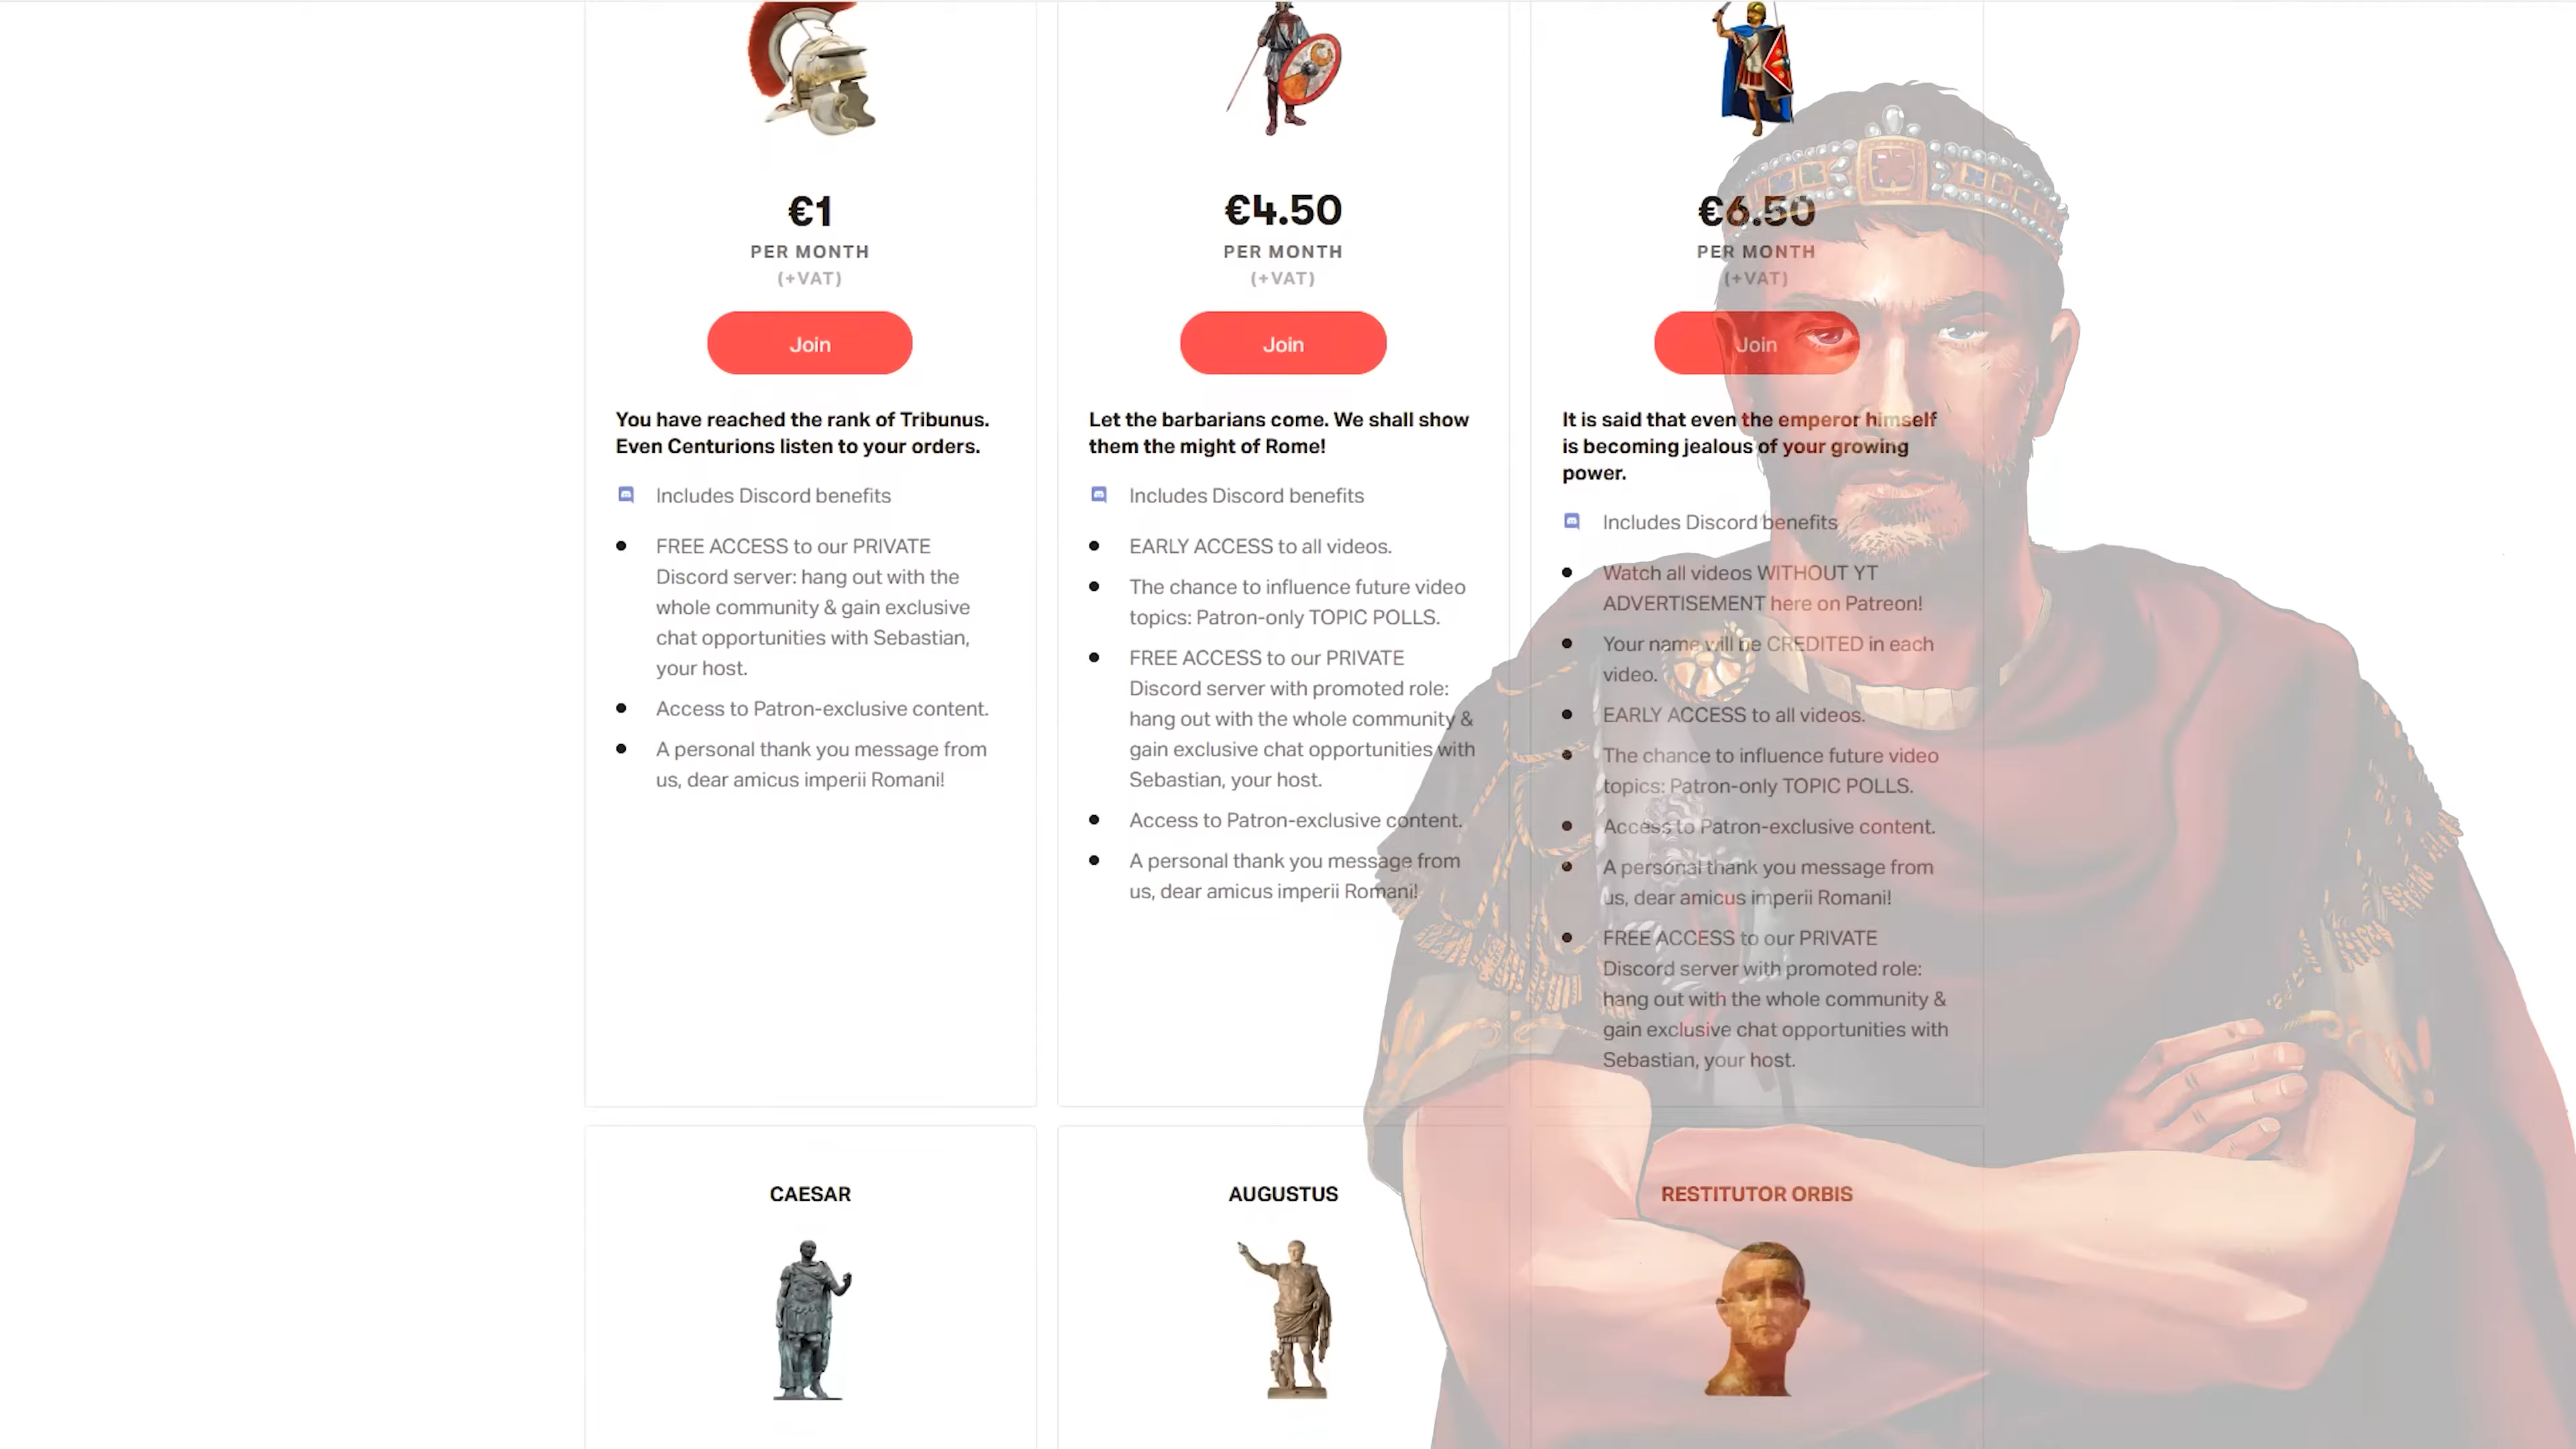 €1
PER MONTH
(+VAT)
Join
You have reached the rank of Tribunus.
Even Centurions listen to your orders.
Includes Discord benefits
FREE ACCESS to our PRIVATE
Discord server: hang out with the
whole community & gain exclusive
chat opportunities with Sebastian,
your host.
Access to Patron-exclusive content.
A personal thank you message from
us, dear amicus imperii Romani!
€4.50
PER MONTH
(+VAT)
Join
Let the barbarians come. We shall show
them the might of Rome!
Includes Discord benefits
EARLY ACCESS to all videos.
The chance to influence future video
topics: Patron-only TOPIC POLLS.
FREE ACCESS to our PRIVATE
Discord server with promoted role:
hang out with the whole community &
gain exclusive chat opportunities with
Sebastian, your host.
Access to Patron-exclusive content.
A personal thank you message from
us, dear amicus imperii Romani!
€6.50
PER MONTH
(+VAT)
Join
It is said that even the emperor himself
is becoming jealous of your growing
power.
Includes Discord benefits
Watch all videos WITHOUT YT
ADVERTISEMENT here on Patreon!
Your name will be CREDITED in each
video.
EARLY ACCESS to all videos.
The chance to influence future video
topics: Patron-only TOPIC POLLS.
Access to Patron-exclusive content.
A personal thank you message from
us, dear amicus imperii Romani!
FREE ACCESS to our PRIVATE
Discord server with promoted role:
hang out with the whole community &
gain exclusive chat opportunities with
Sebastian, your host.
CAESAR
AUGUSTUS
RESTITUTOR ORBIS